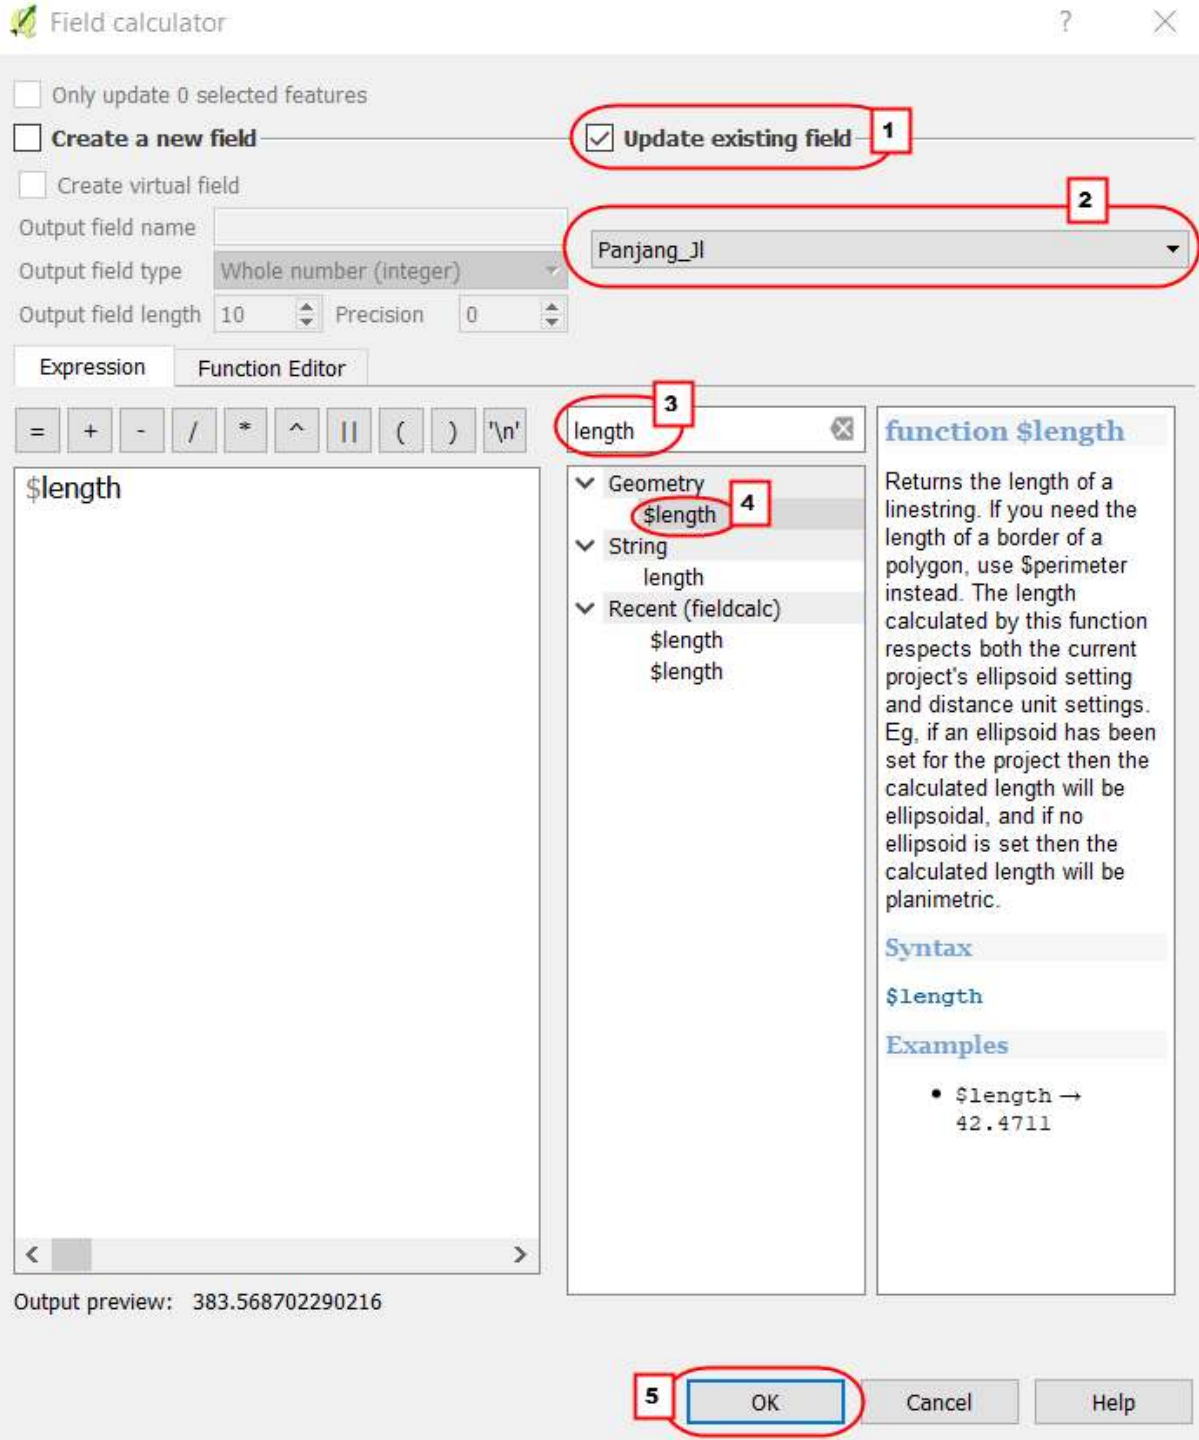 Field calculator ?
Only update 0 selected features
Create a new field
Update existing field 1
Create virtual field
2
Output field name
Panjang_Jl
Output field type Whole number (integer)
Output field length 10 Precision 0
Expression Function Editor
= + - / * ^ || ( ) '\n'
$length
3
length
Geometry
$length 4
String
length
Recent (fieldcalc)
$length
$length
function $length
Returns the length of a
linestring. If you need the
length of a border of a
polygon, use $perimeter
instead. The length
calculated by this function
respects both the current
project's ellipsoid setting
and distance unit settings.
Eg, if an ellipsoid has been
set for the project then the
calculated length will be
ellipsoidal, and if no
ellipsoid is set then the
calculated length will be
planimetric.
Syntax
$length
Examples
• $length →
42.4711
Output preview: 383.568702290216
5 OK Cancel Help